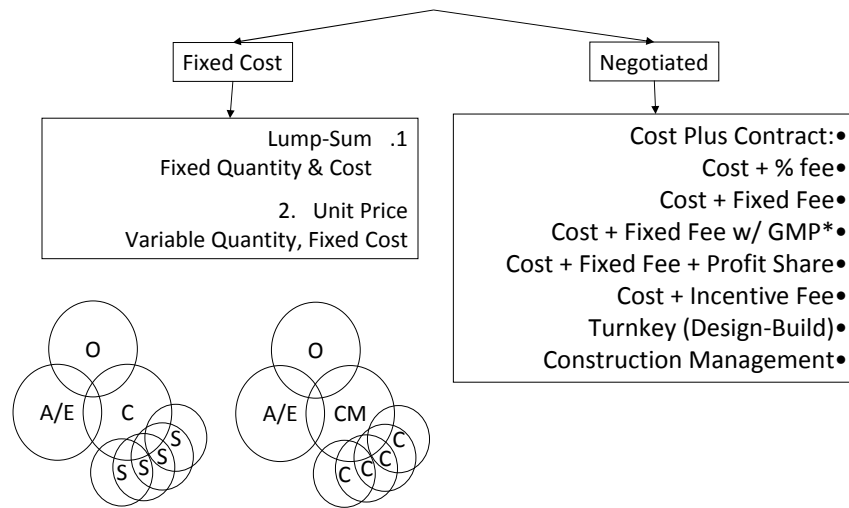 Fixed Cost
Negotiated
Lump-Sum .1
Fixed Quantity & Cost
2. Unit Price
Variable Quantity, Fixed Cost
Cost Plus Contract:•
Cost + % fee•
Cost + Fixed Fee•
Cost + Fixed Fee w/ GMP*•
Cost + Fixed Fee + Profit Share•
Cost + Incentive Fee•
Turnkey (Design-Build)•
Construction Management•
O
A/E C
S
S
S
S
O
A/E CM
C
C
C
C